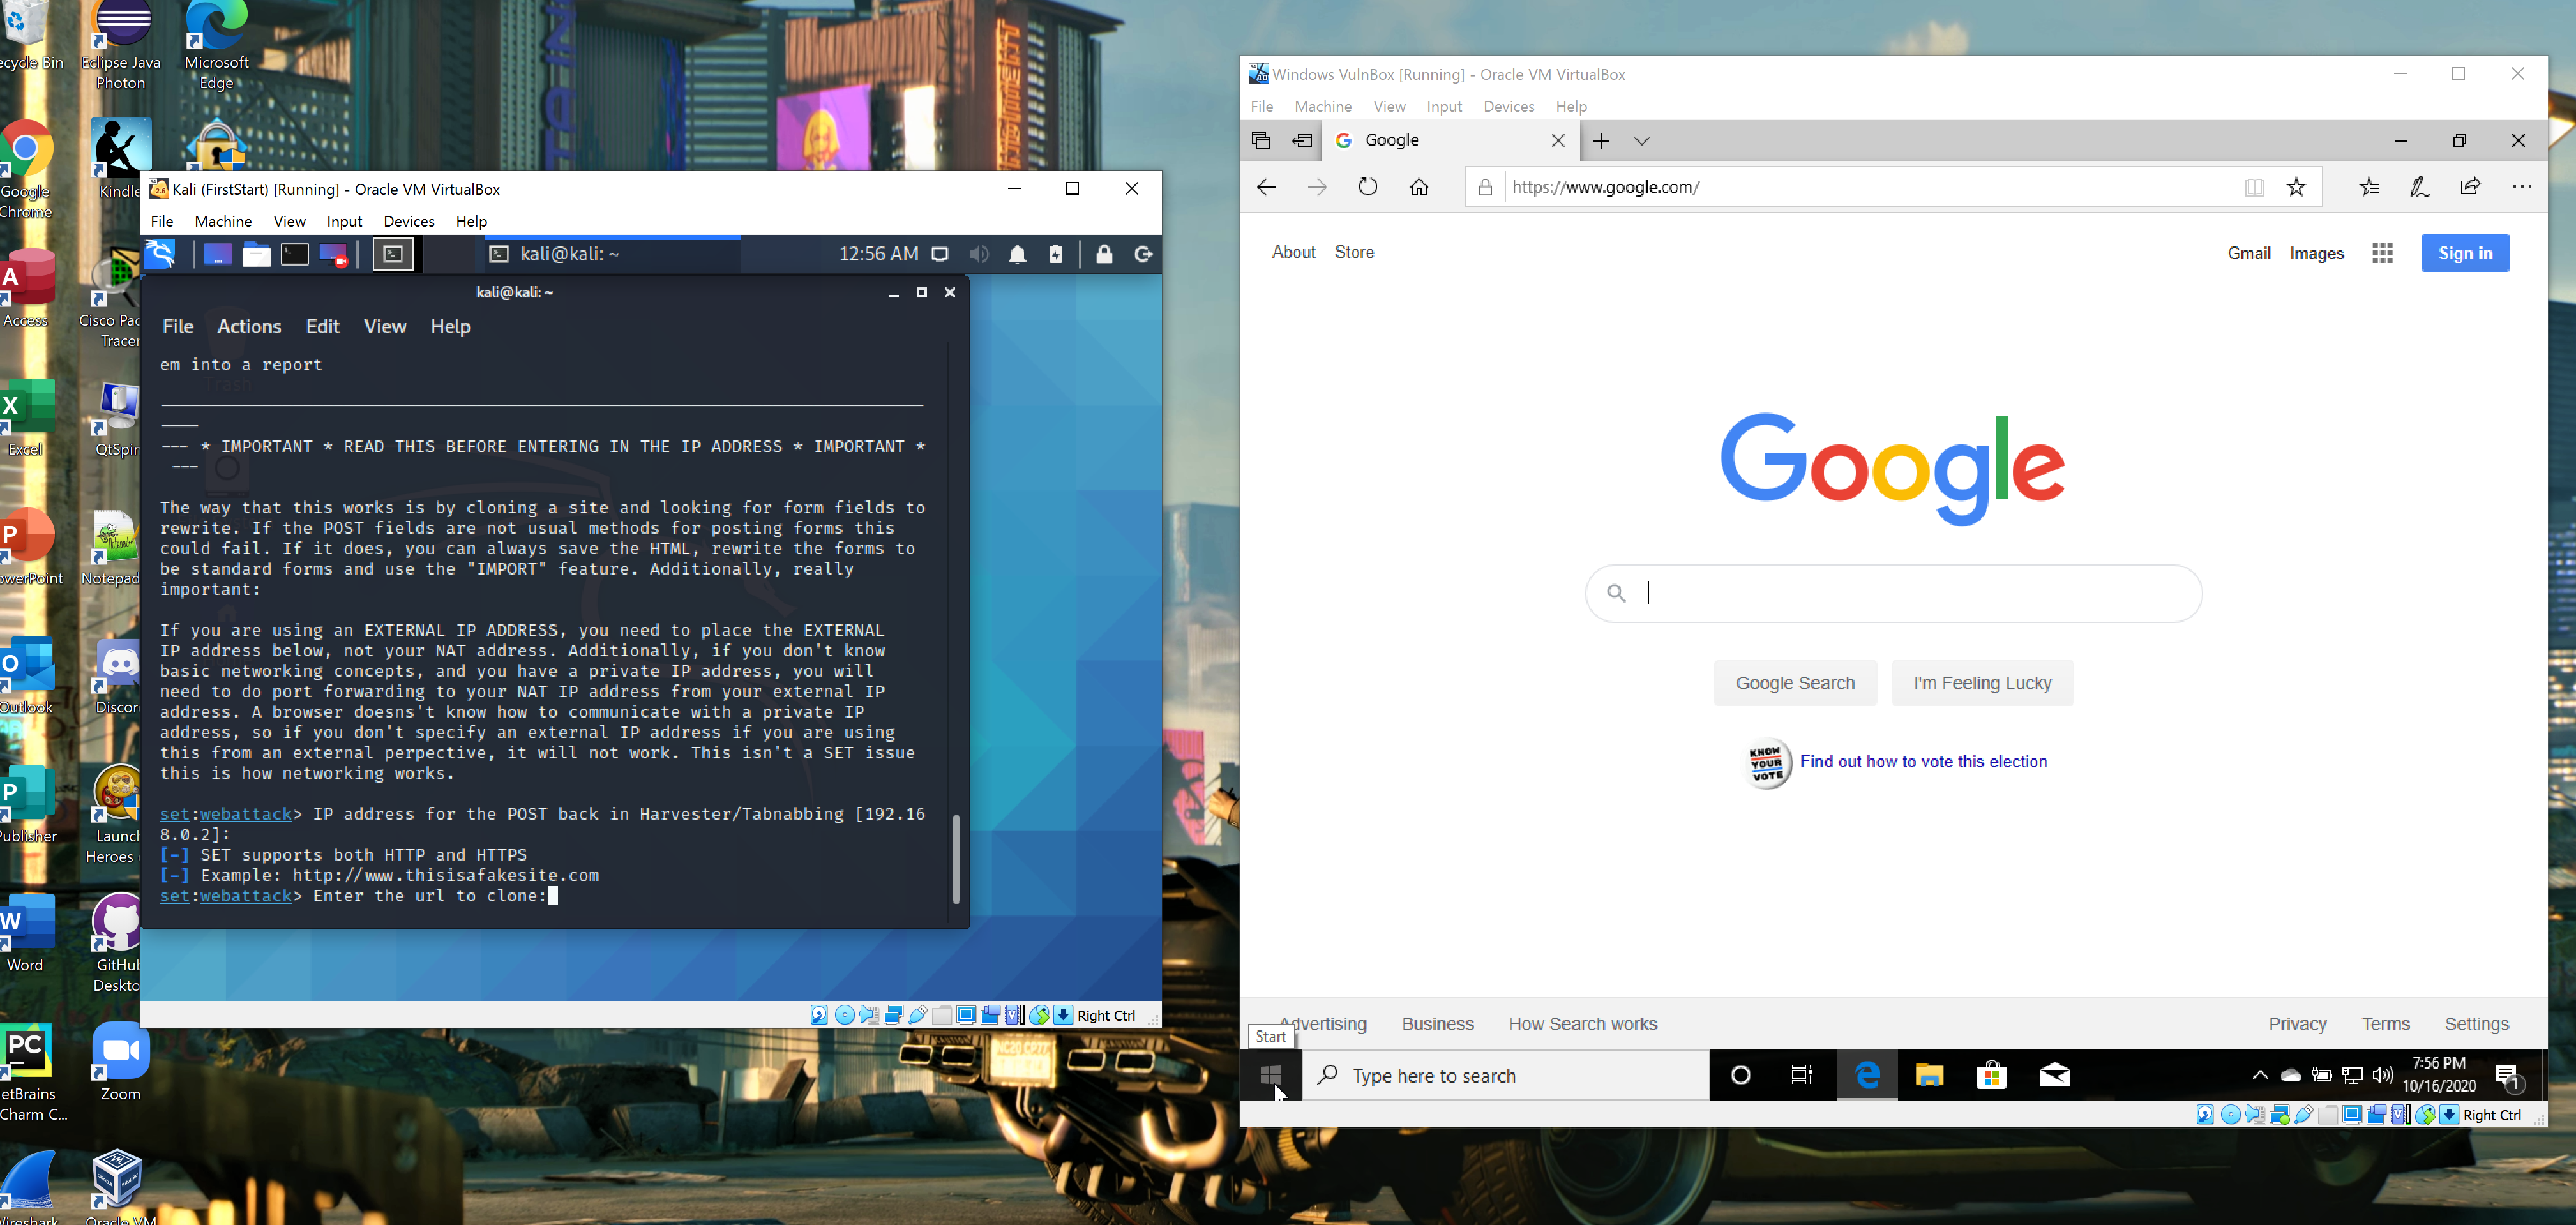 ecycle Bin
Eclipse Java
Photon
Microsoft
Edge
Google
Chrome
Kindle
Access
Cisco Pac
Tracer
Excel
QtSpin
owerPoint
Notepad
Outlook
Discor
Publisher
Launch
Heroes
Word
GitHub
Deskto
etBrains
Charm C...
Zoom
Wireshark
Oracle VM
Kali (FirstStart) [Running] - Oracle VM VirtualBox
File Machine View Input Devices Help
kali@kali: ~
12:56 AM
kali@kali: ~
File Actions Edit View Help
em into a report
--- * IMPORTANT * READ THIS BEFORE ENTERING IN THE IP ADDRESS * IMPORTANT *
---
The way that this works is by cloning a site and looking for form fields to
rewrite. If the POST fields are not usual methods for posting forms this
could fail. If it does, you can always save the HTML, rewrite the forms to
be standard forms and use the "IMPORT" feature. Additionally, really
important:
If you are using an EXTERNAL IP ADDRESS, you need to place the EXTERNAL
IP address below, not your NAT address. Additionally, if you don't know
basic networking concepts, and you have a private IP address, you will
need to do port forwarding to your NAT IP address from your external IP
address. A browser doesns't know how to communicate with a private IP
address, so if you don't specify an external IP address if you are using
this from an external perpective, it will not work. This isn't a SET issue
this is how networking works.
set:webattack> IP address for the POST back in Harvester/Tabnabbing [192.16
8.0.2]:
[-] SET supports both HTTP and HTTPS
[-] Example: http://www.thisisafakesite.com
set:webattack> Enter the url to clone:
Right Ctrl
Windows VulnBox [Running] - Oracle VM VirtualBox
File Machine View Input Devices Help
Google
https://www.google.com/
About Store
Gmail Images Sign in
Google
Google Search I'm Feeling Lucky
KNOW
YOUR
VOTE
Find out how to vote this election
Advertising Business How Search works
Privacy Terms Settings
Start
Type here to search
7:56 PM
10/16/2020
1
Right Ctrl